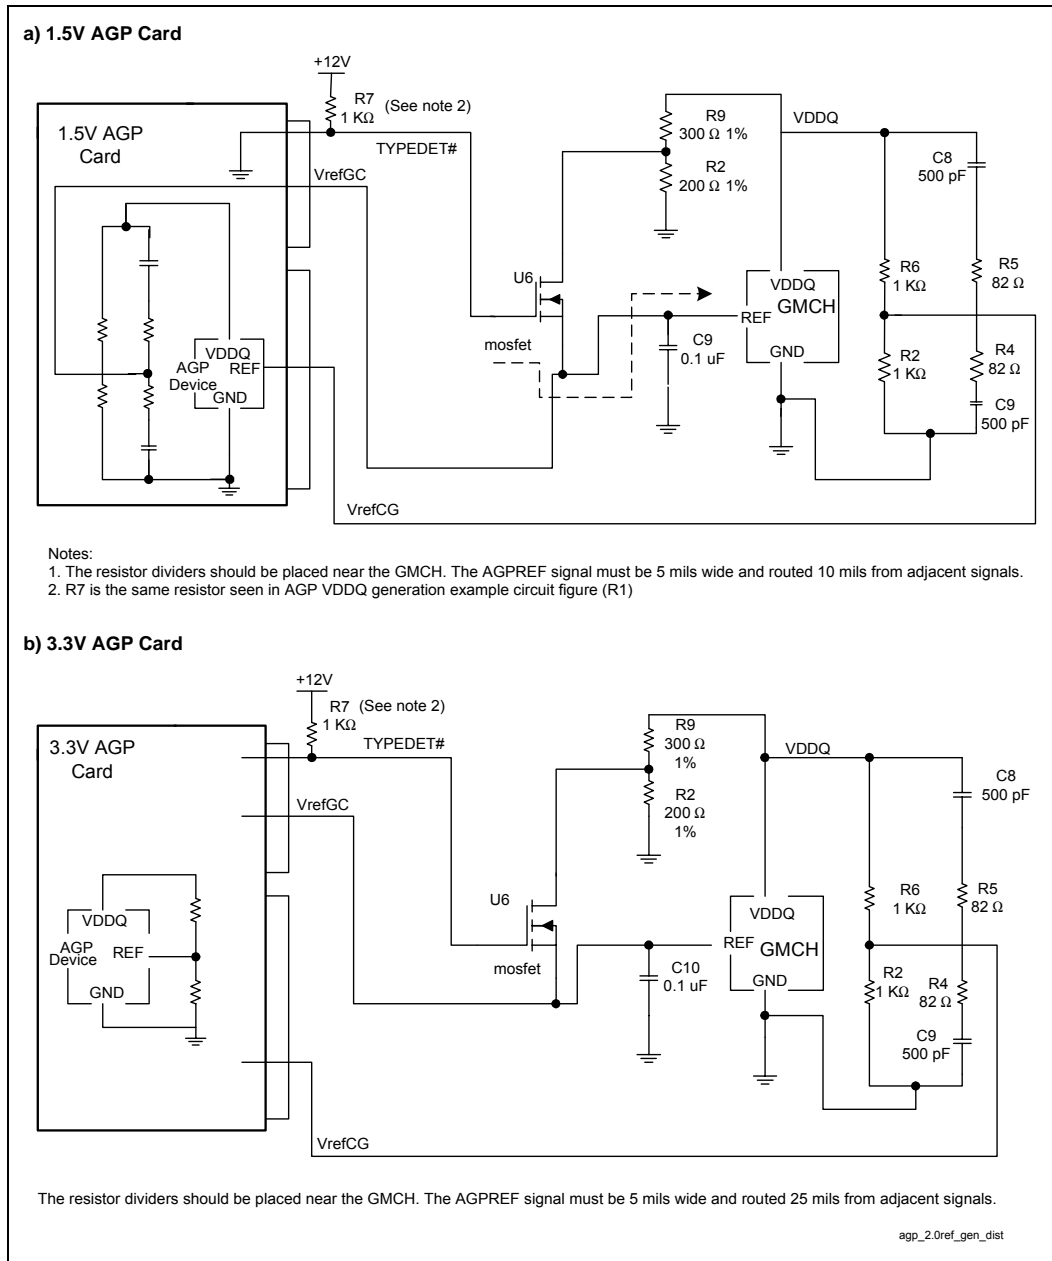 a) 1.5V AGP Card
+12V
R7
1 KΩ
(See note 2)
TYPEDET#
1.5V AGP
Card
VrefGC
R9
300 Ω 1%
R2
200 Ω 1%
VDDQ
C8
500 pF
U6
mosfet
VDDQ
REF
GMCH
GND
C9
0.1 uF
R6
1 KΩ
R5
82 Ω
R2
1 KΩ
R4
82 Ω
C9
500 pF
VDDQ
AGP
Device
REF
GND
VrefCG
Notes:
1. The resistor dividers should be placed near the GMCH. The AGPREF signal must be 5 mils wide and routed 10 mils from adjacent signals.
2. R7 is the same resistor seen in AGP VDDQ generation example circuit figure (R1)
b) 3.3V AGP Card
+12V
R7
1 KΩ
(See note 2)
TYPEDET#
3.3V AGP
Card
VrefGC
R9
300 Ω
1%
R2
200 Ω
1%
VDDQ
C8
500 pF
U6
mosfet
VDDQ
REF
GMCH
GND
C10
0.1 uF
R6
1 KΩ
R5
82 Ω
R2
1 KΩ
R4
82 Ω
C9
500 pF
VDDQ
AGP
Device
REF
GND
VrefCG
The resistor dividers should be placed near the GMCH. The AGPREF signal must be 5 mils wide and routed 25 mils from adjacent signals.
agp_2.0ref_gen_dist